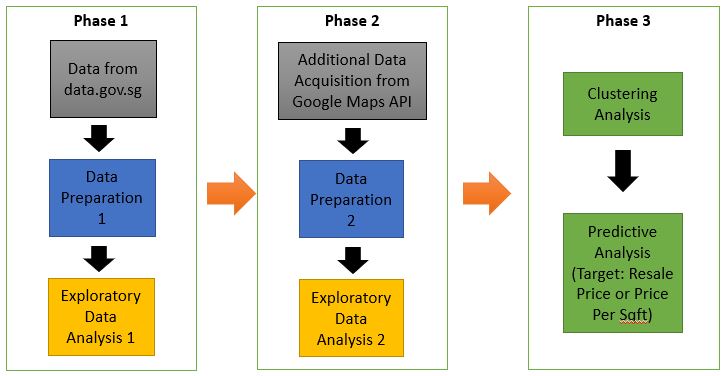 Phase 1
Data from
data.gov.sg
Data
Preparation
1
Exploratory
Data
Analysis 1
Phase 2
Additional Data
Acquisition from
Google Maps API
Data
Preparation
2
Exploratory
Data
Analysis 2
Phase 3
Clustering
Analysis
Predictive
Analysis
(Target: Resale
Price or Price
Per Sqft)